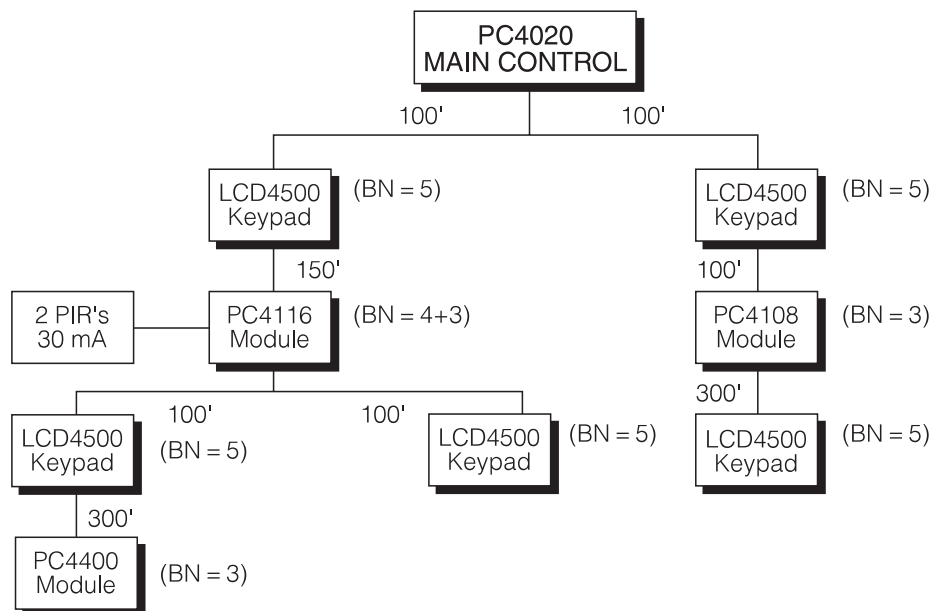 PC4020
MAIN CONTROL
100'
100'
LCD4500
Keypad
(BN = 5)
LCD4500
Keypad
(BN = 5)
150'
100'
2 PIR's
30 mA
PC4116
Module
(BN = 4+3)
PC4108
Module
(BN = 3)
100'
100'
300'
LCD4500
Keypad
(BN = 5)
LCD4500
Keypad
(BN = 5)
LCD4500
Keypad
(BN = 5)
300'
PC4400
Module
(BN = 3)